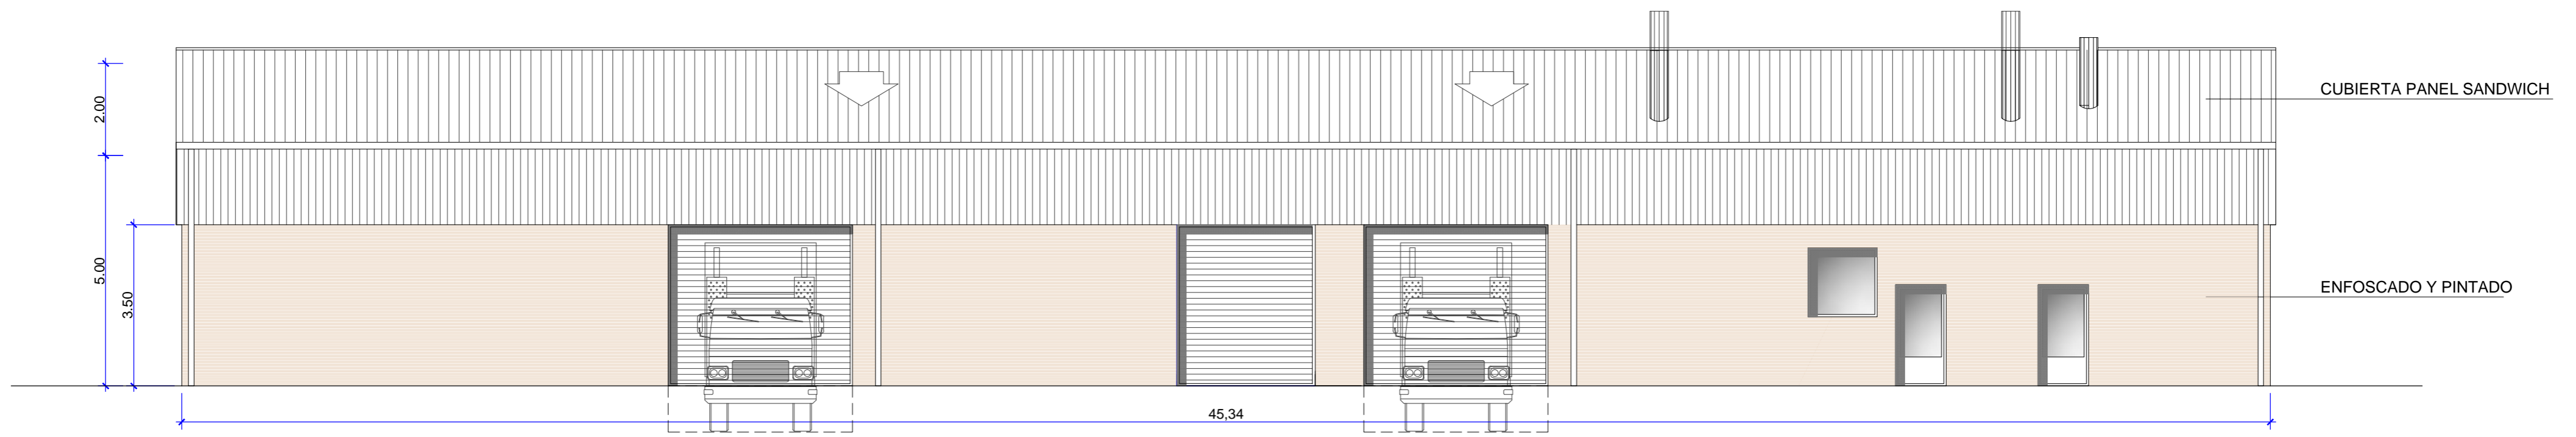 2.00
CUBIERTA PANEL SANDWICH
5.00
3.50
ENFOSCADO Y PINTADO
45,34